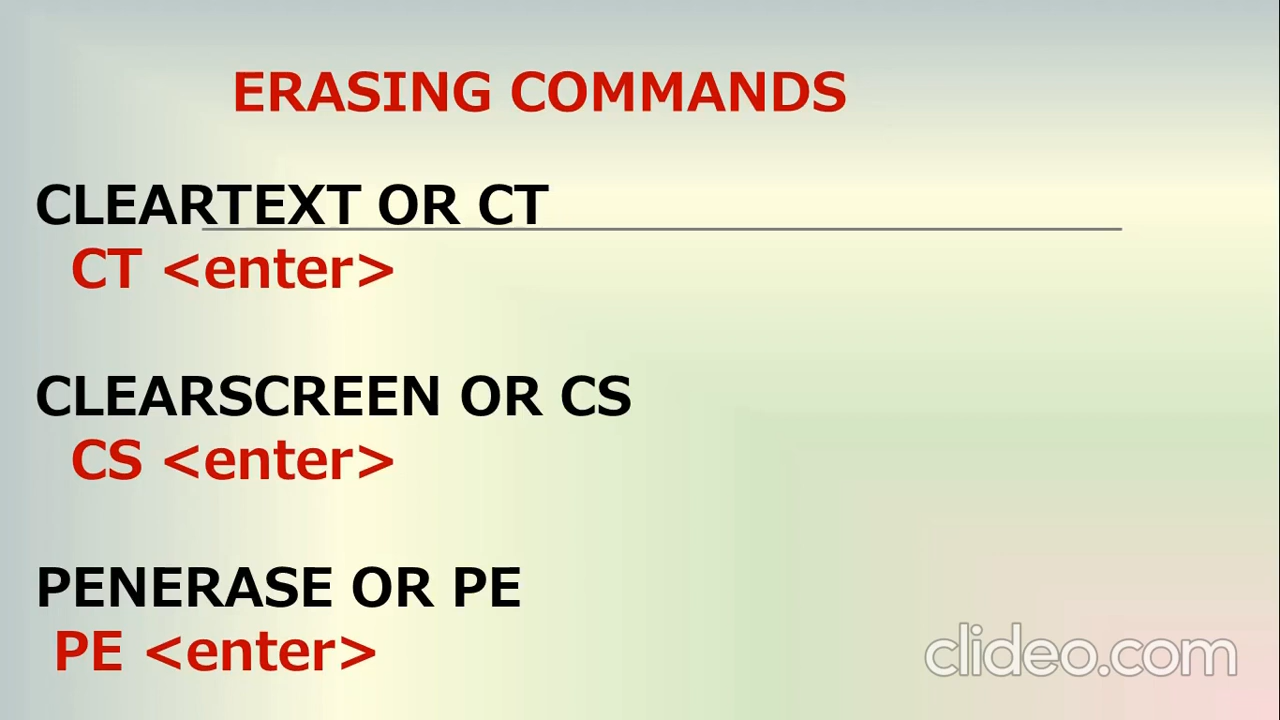 ERASING COMMANDS
CLEARTEXT OR CT
CT <enter>
CLEARSCREEN OR CS
CS <enter>
PENERASE OR PE
PE <enter>
clideo.com